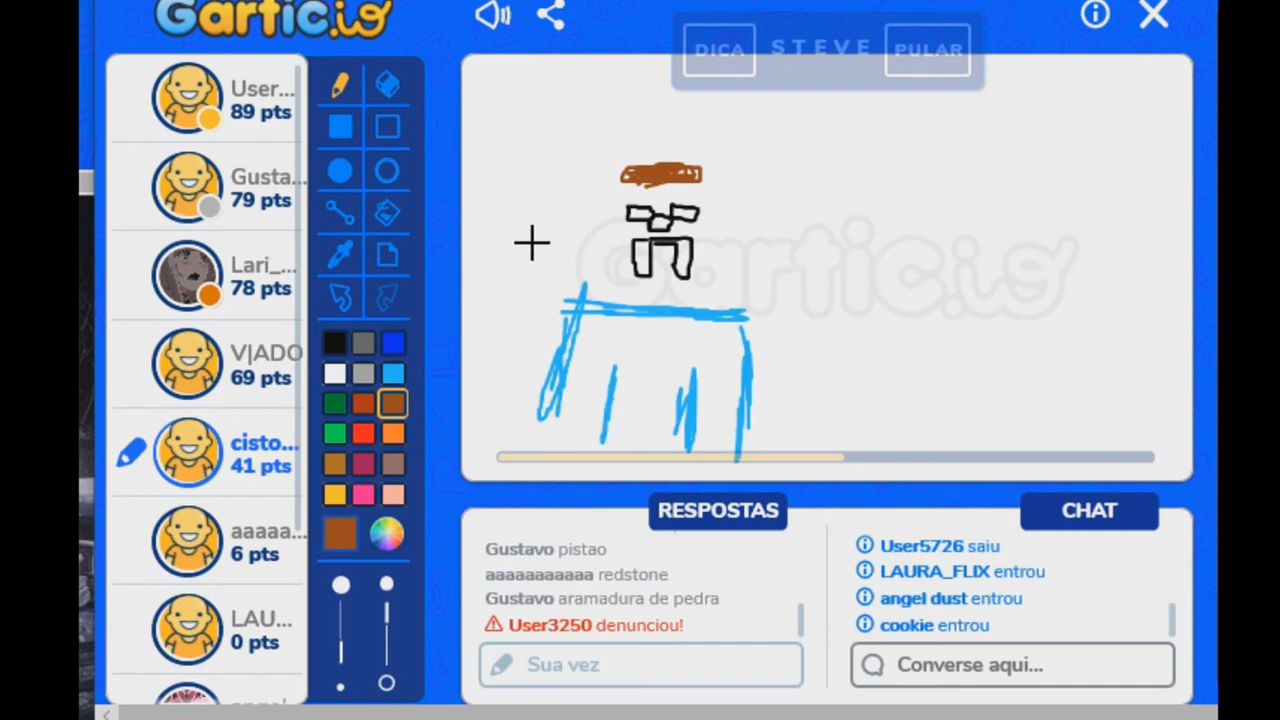 Gartic.io
DICA STEVE PULAR
User...
89 pts
Gusta...
79 pts
Lari_...
78 pts
V|ADO
69 pts
cisto...
41 pts
aaaaa...
6 pts
LAU...
0 pts
Gartic.io
RESPOSTAS
Gustavo pistao
aaaaaaaaaaa redstone
Gustavo aramadura de pedra
User3250 denunciou!
Sua vez
CHAT
User5726 saiu
LAURA_FLIX entrou
angel dust entrou
cookie entrou
Converse aqui...